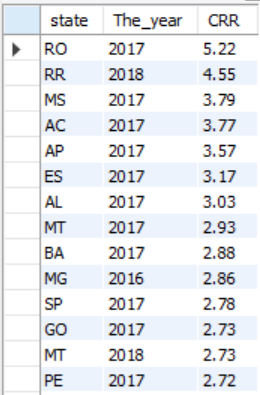 state The_year CRR
RO 2017 5.22
RR 2018 4.55
MS 2017 3.79
AC 2017 3.77
AP 2017 3.57
ES 2017 3.17
AL 2017 3.03
MT 2017 2.93
BA 2017 2.88
MG 2016 2.86
SP 2017 2.78
GO 2017 2.73
MT 2018 2.73
PE 2017 2.72